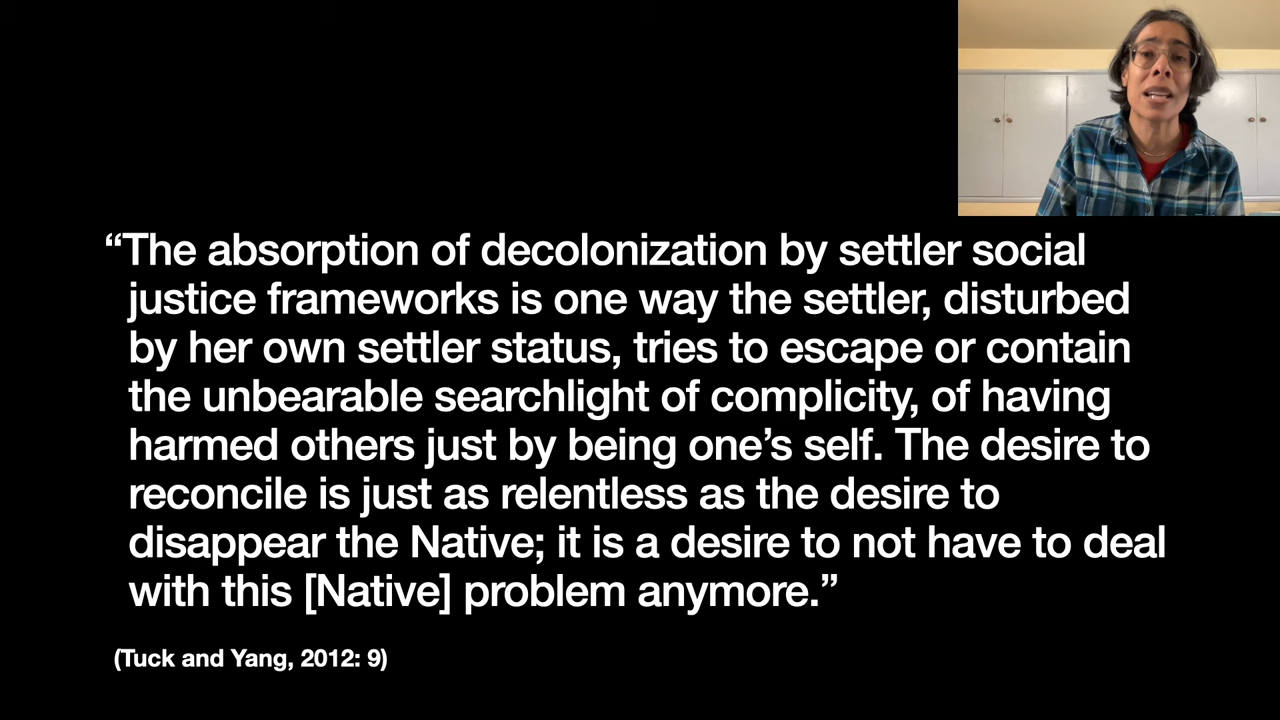 “The absorption of decolonization by settler social
justice frameworks is one way the settler, disturbed
by her own settler status, tries to escape or contain
the unbearable searchlight of complicity, of having
harmed others just by being one’s self. The desire to
reconcile is just as relentless as the desire to
disappear the Native; it is a desire to not have to deal
with this [Native] problem anymore.”
(Tuck and Yang, 2012: 9)